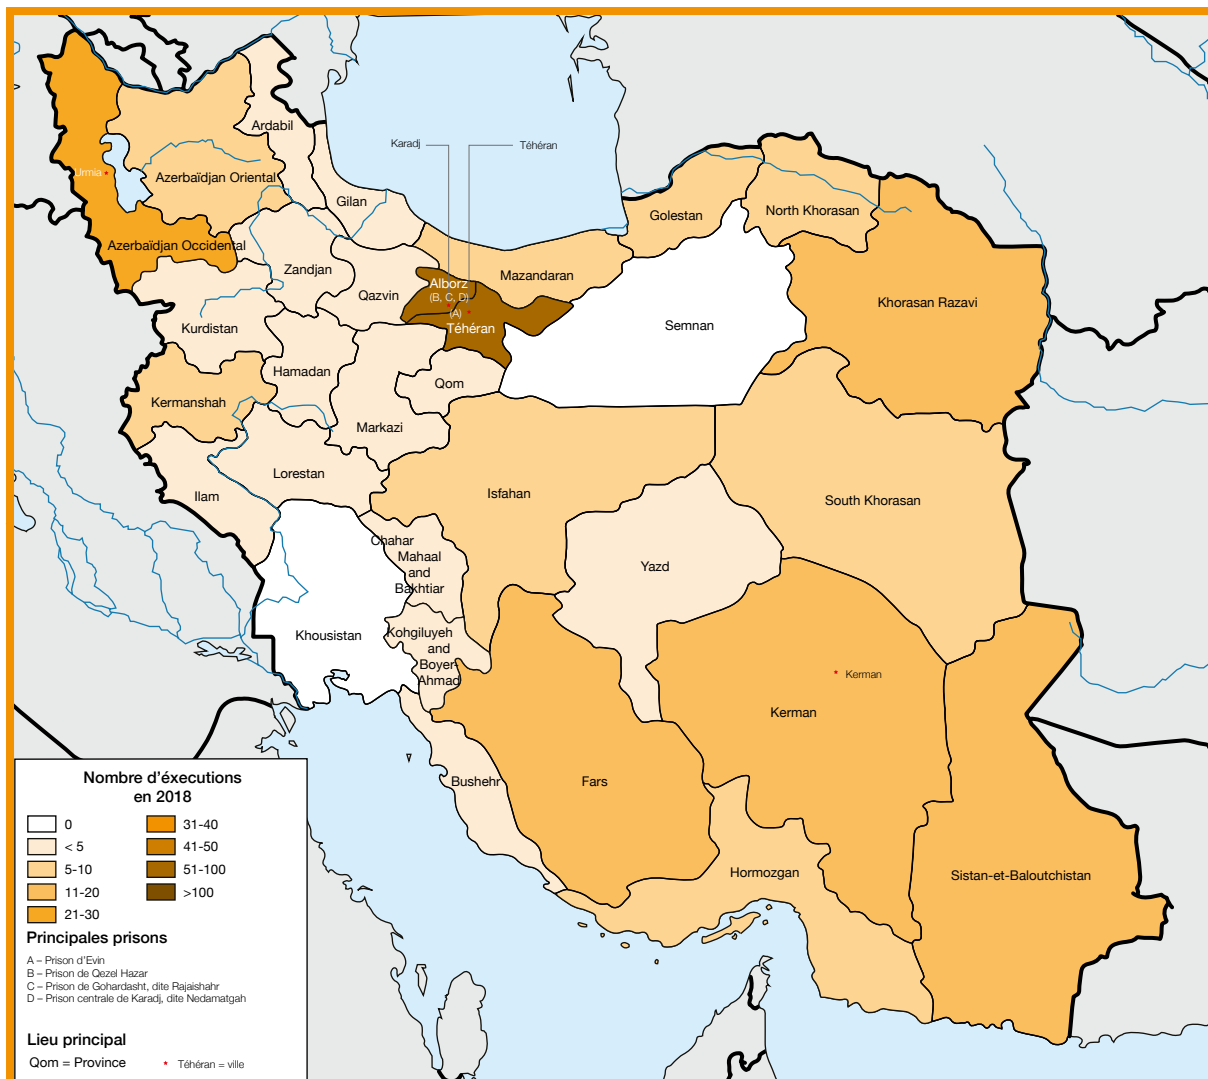 Ardabil
Karadj
Téhéran
Urmia
Azerbaïdjan Oriental
Gilan
Golestan
North Khorasan
Azerbaïdjan Occidental
Zandjan
Mazandaran
Alborz
(B, C, D)
Qazvin
(A)
Téhéran
Khorasan Razavi
Semnan
Kurdistan
Hamadan
Qom
Kermanshah
Markazi
Lorestan
Ilam
Isfahan
South Khorasan
Chahar
Mahaal
and
Bakhtiar
Yazd
Khousistan
Kohgiluyeh
and
Boyer-
Ahmad
Kerman
Kerman
Bushehr
Fars
Hormozgan
Sistan-et-Baloutchistan
Nombre d'éxecutions
en 2018
0
< 5
5-10
11-20
21-30
31-40
41-50
51-100
>100
Principales prisons
A – Prison d'Evin
B – Prison de Qezel Hazar
C – Prison de Gohardasht, dite Rajaishahr
D – Prison centrale de Karadj, dite Nedamatgah
Lieu principal
Qom = Province
* Téhéran = ville